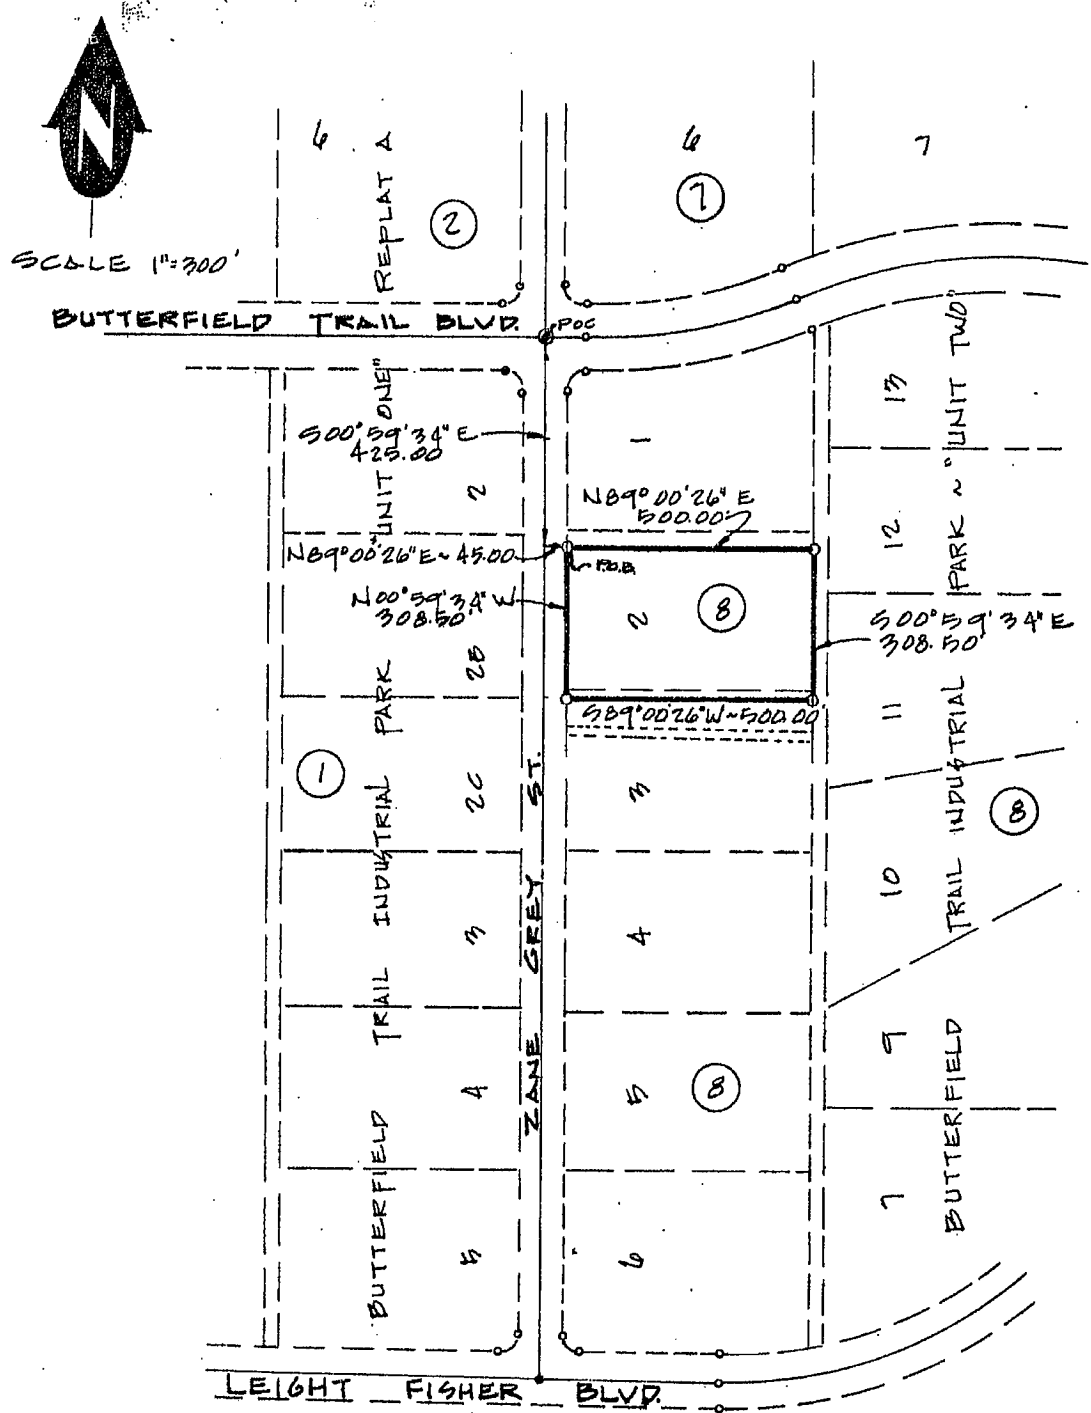 N
SCALE 1"=300'
6
REPLAT A
2
6
7
7
BUTTERFIELD TRAIL BLVD.
POC
S00°59'34"E
425.00
2
1
13
N89°00'26"E
500.00'
12
N89°00'26"E~45.00
P.O.B.
N00°59'34"W
308.50'
2B
2
8
S00°59'34"E
308.50'
S89°00'26"W~500.00'
11
1
2C
3
8
10
3
4
9
4
5
8
7
5
6
BUTTERFIELD TRAIL INDUSTRIAL PARK "UNIT ONE"
ZANE GREY ST.
BUTTERFIELD TRAIL INDUSTRIAL PARK ~ "UNIT TWO"
LEIGHT FISHER BLVD.